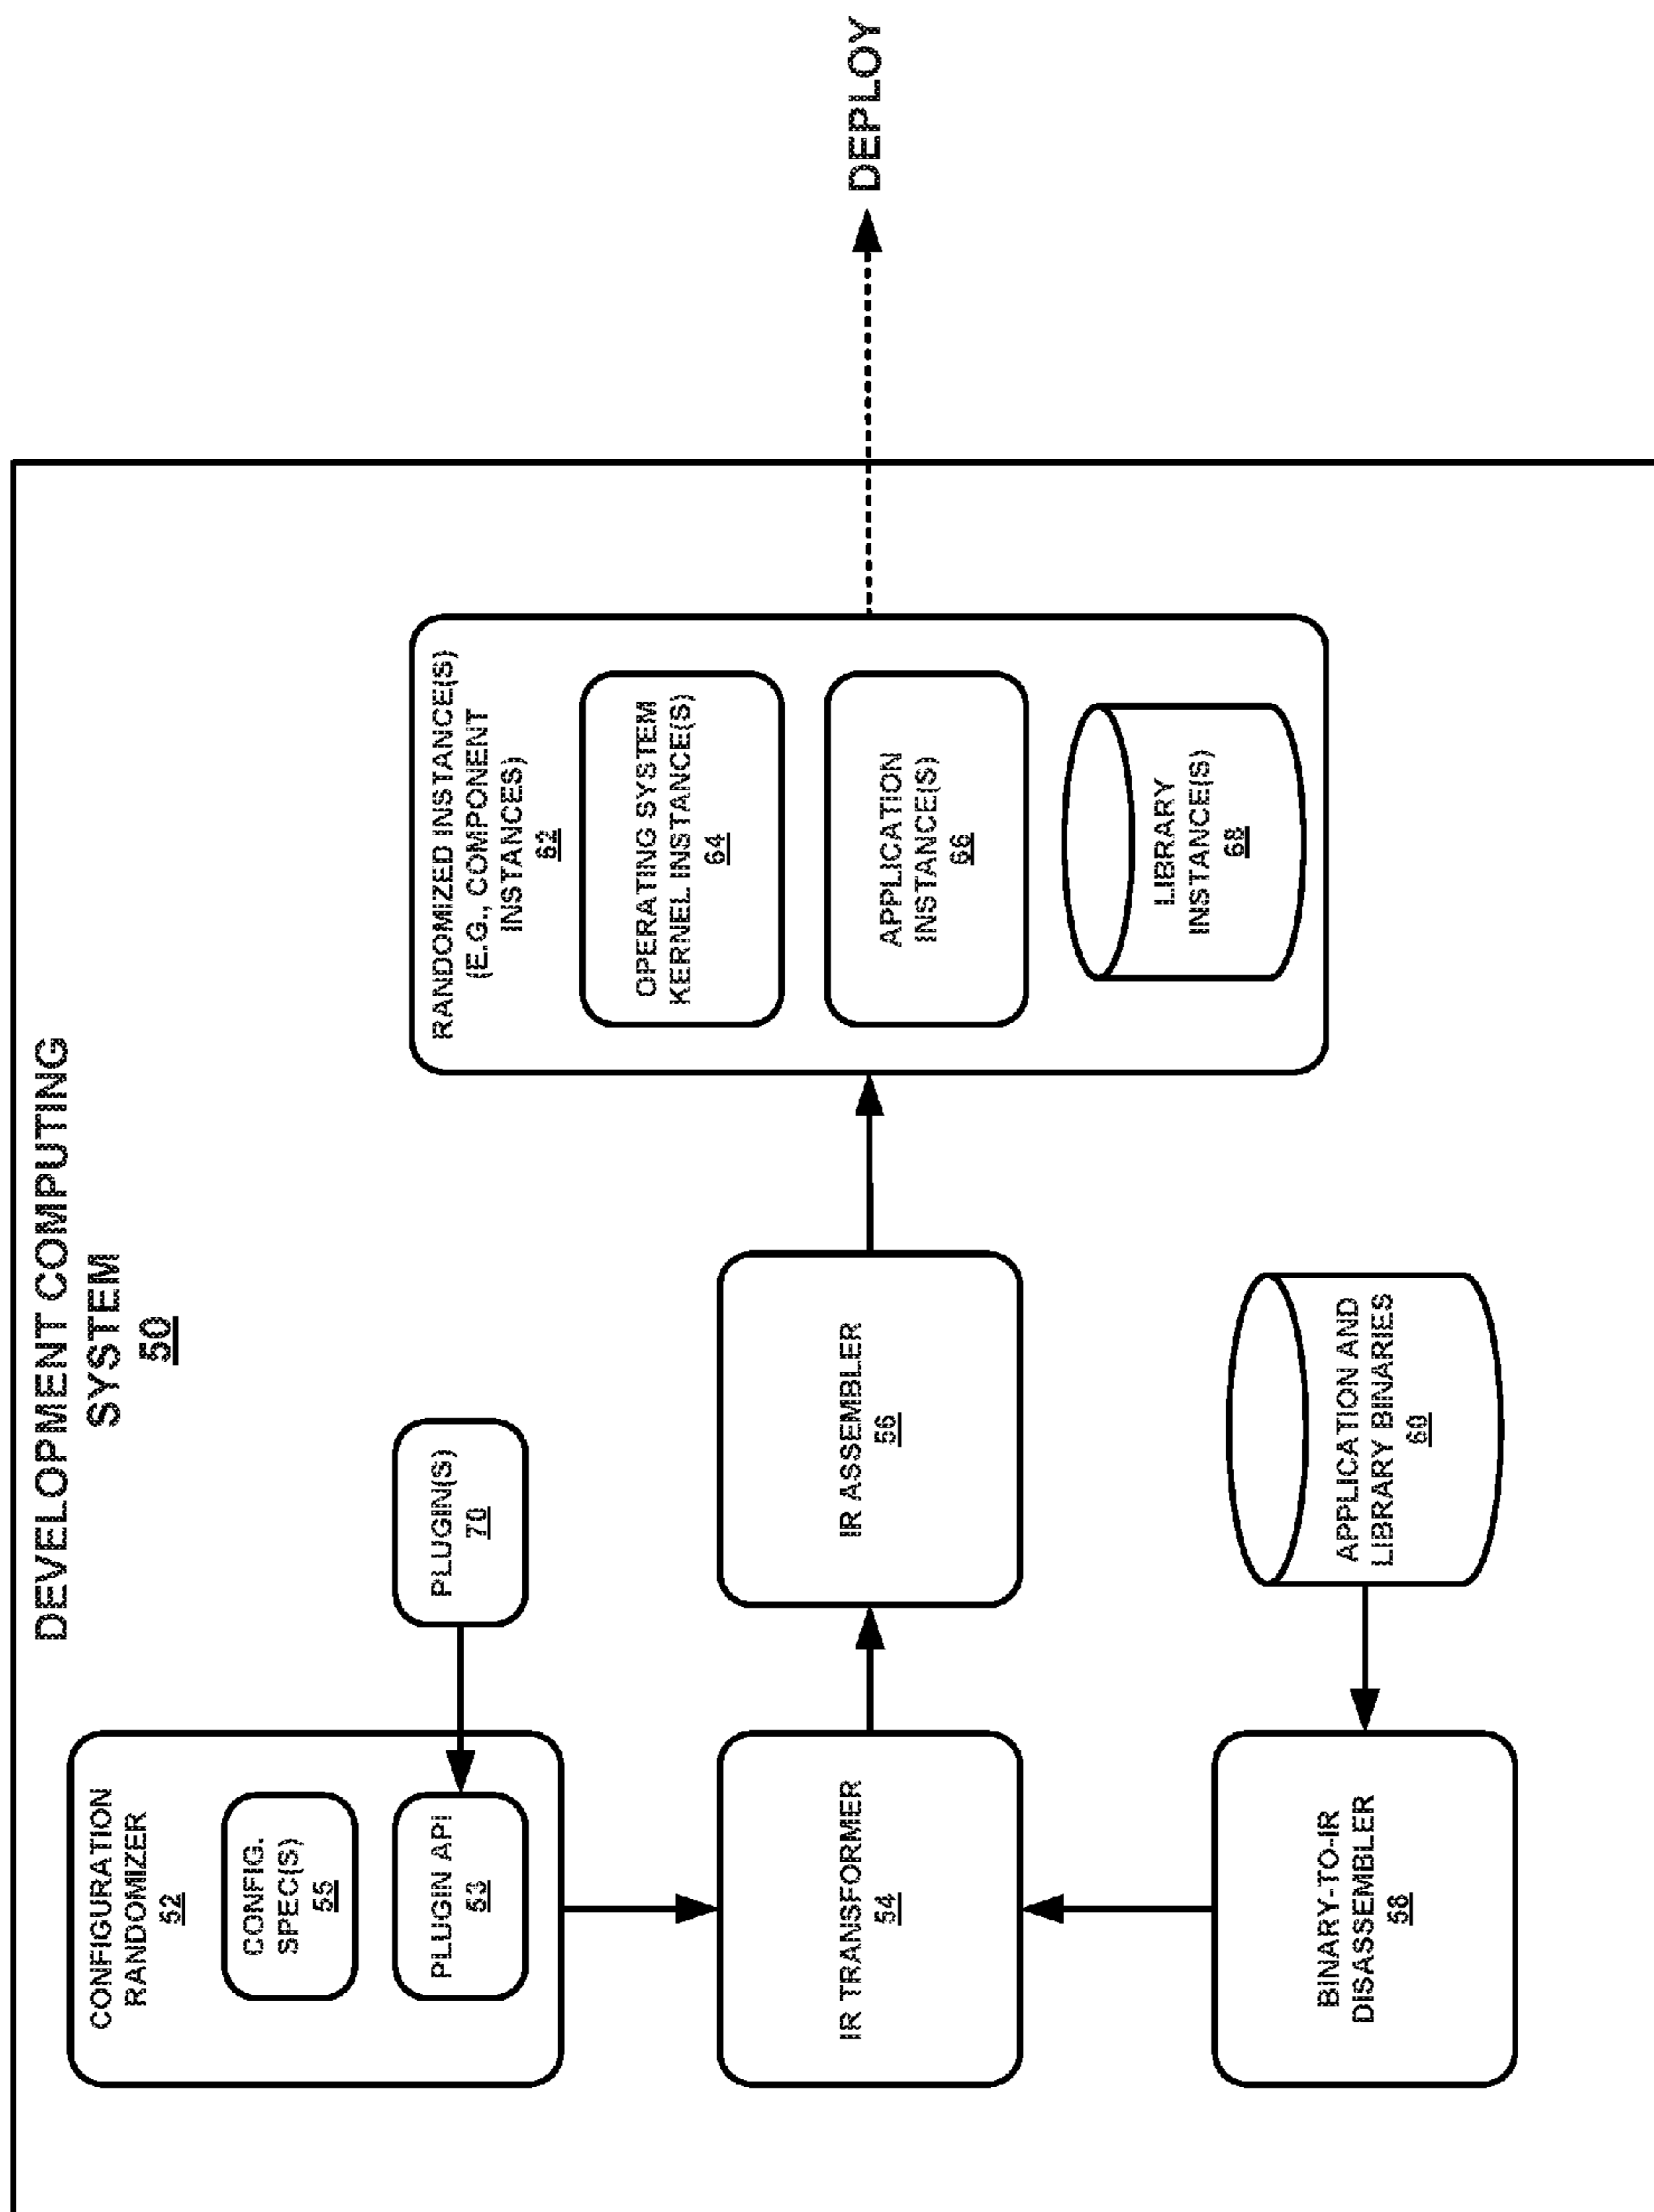 DEVELOPMENT COMPUTING
SYSTEM
50
CONFIGURATION
RANDOMIZER
52
CONFIG.
SPEC(S)
55
PLUGIN API
53
PLUGIN(S)
70
IR TRANSFORMER
54
IR ASSEMBLER
56
BINARY-TO-IR
DISASSEMBLER
58
APPLICATION AND
LIBRARY BINARIES
60
RANDOMIZED INSTANCE(S)
(E.G., COMPONENT
INSTANCES)
62
OPERATING SYSTEM
KERNEL INSTANCE(S)
64
APPLICATION
INSTANCE(S)
66
LIBRARY
INSTANCE(S)
68
DEPLOY